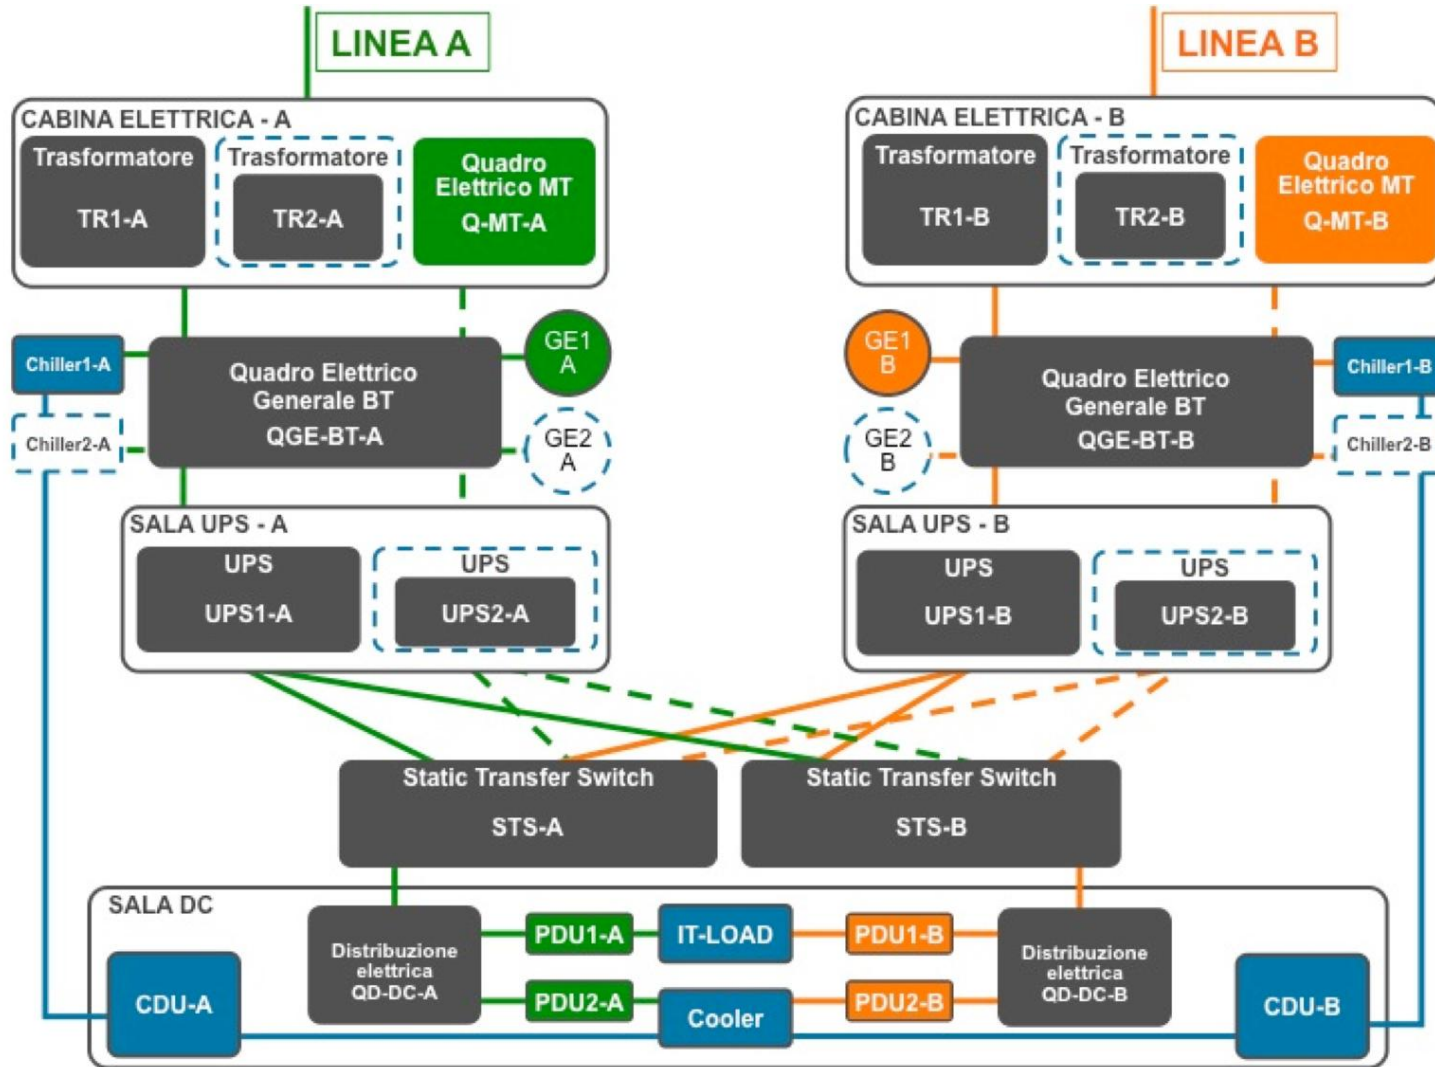 LINEA A
LINEA B
CABINA ELETTRICA - A
Trasformatore
TR1-A
Trasformatore
TR2-A
Quadro
Elettrico MT
Q-MT-A
CABINA ELETTRICA - B
Trasformatore
TR1-B
Trasformatore
TR2-B
Quadro
Elettrico MT
Q-MT-B
Chiller1-A
Chiller2-A
Quadro Elettrico
Generale BT
QGE-BT-A
GE1
A
GE2
A
GE1
B
GE2
B
Quadro Elettrico
Generale BT
QGE-BT-B
Chiller1-B
Chiller2-B
SALA UPS - A
UPS
UPS1-A
UPS
UPS2-A
SALA UPS - B
UPS
UPS1-B
UPS
UPS2-B
Static Transfer Switch
STS-A
Static Transfer Switch
STS-B
SALA DC
CDU-A
Distribuzione
elettrica
QD-DC-A
PDU1-A
IT-LOAD
PDU1-B
PDU2-A
Cooler
PDU2-B
Distribuzione
elettrica
QD-DC-B
CDU-B